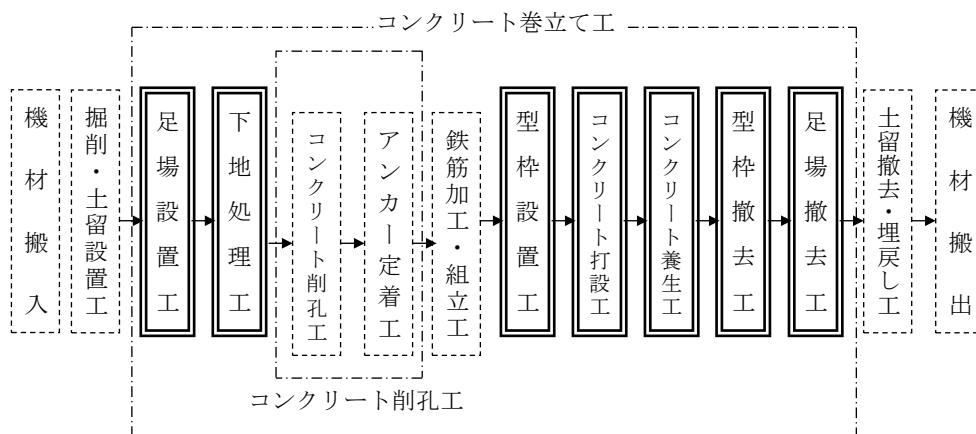 コンクリート巻立て工
機材搬入
掘削・土留設置工
足場設置工
下地処理工
コンクリート削孔工
アンカー定着工
鉄筋加工・組立工
型枠設置工
コンクリート打設工
コンクリート養生工
型枠撤去工
足場撤去工
土留撤去・埋戻し工
機材搬出
コンクリート削孔工